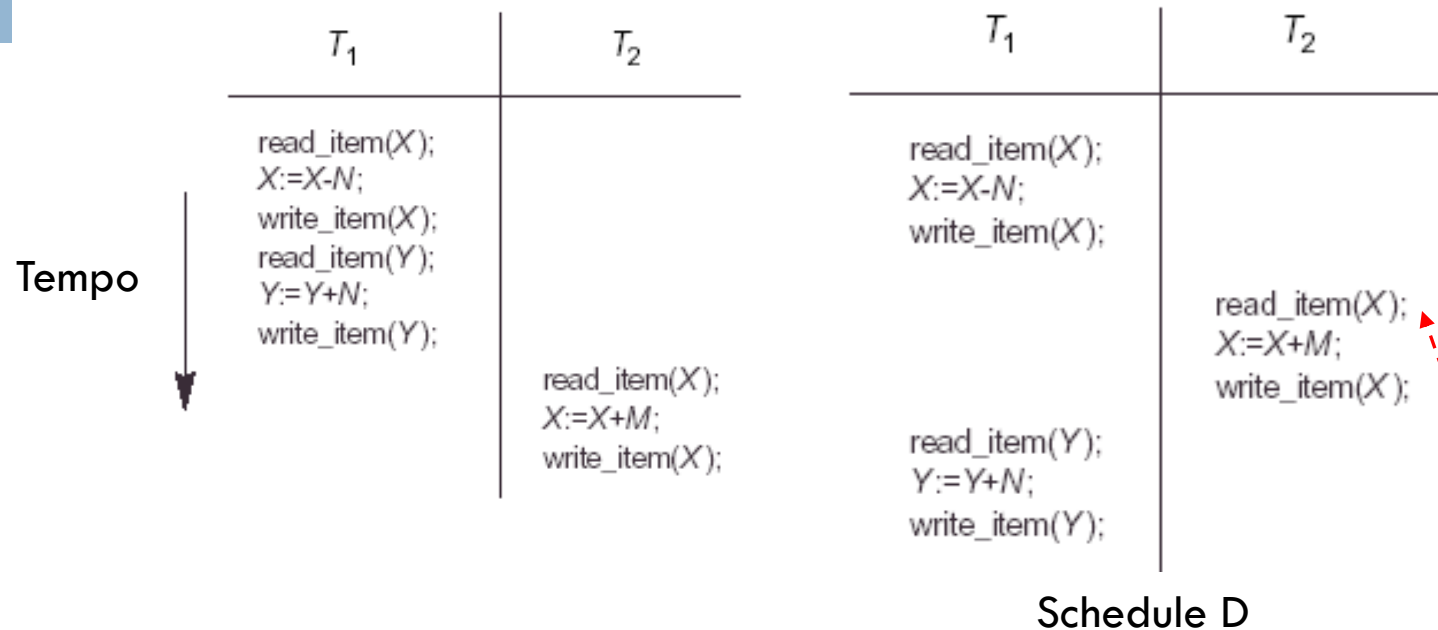 T1 T2
read_item(X);
X:=X-N;
write_item(X);
read_item(Y);
Y:=Y+N;
write_item(Y);
read_item(X);
X:=X+M;
write_item(X);
Tempo
T1 T2
read_item(X);
X:=X-N;
write_item(X);
read_item(X);
X:=X+M;
write_item(X);
read_item(Y);
Y:=Y+N;
write_item(Y);
Schedule D